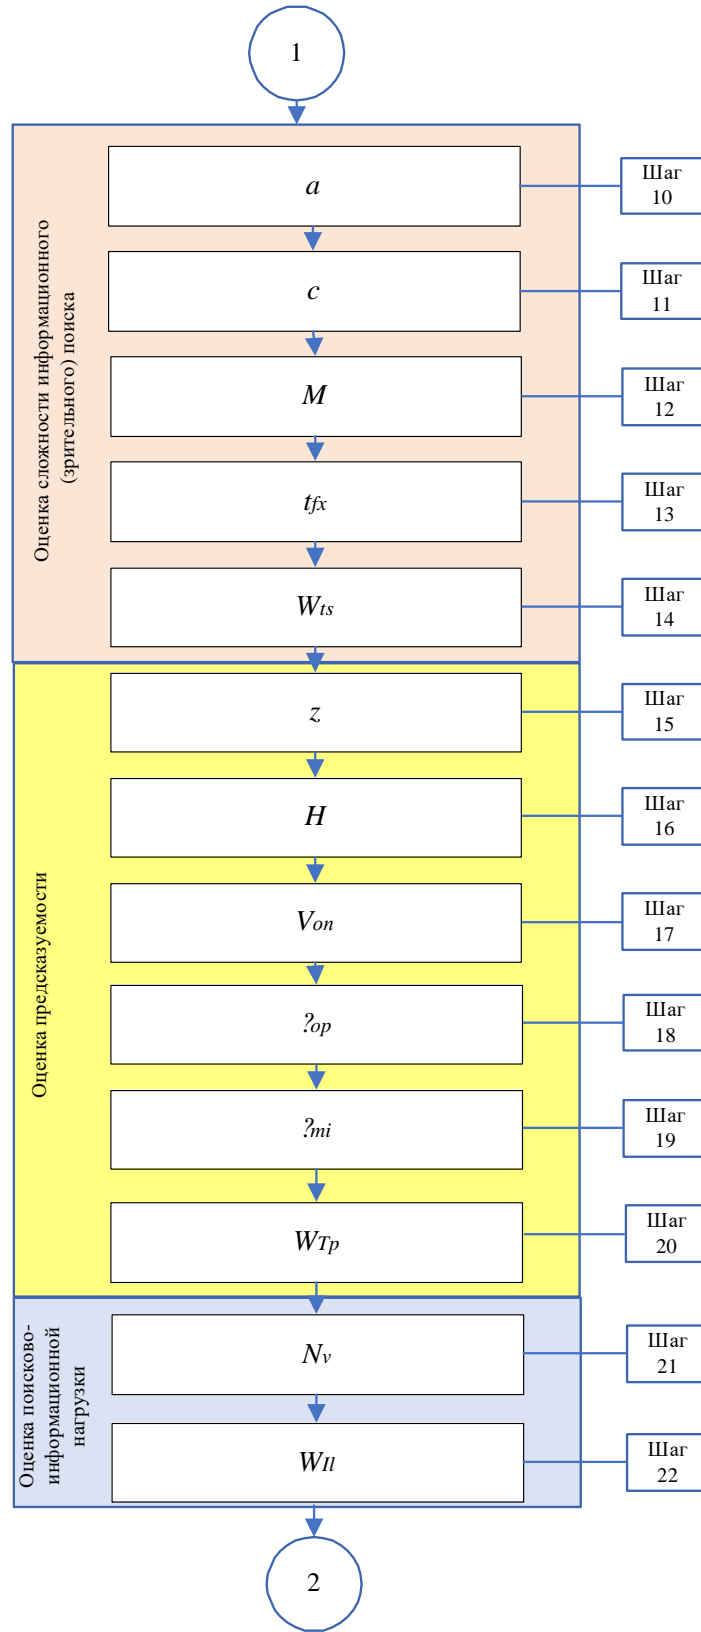 1
Оценка сложности информационного
(зрительного) поиска
a
Шаг
10
c
Шаг
11
M
Шаг
12
tfx
Шаг
13
Wts
Шаг
14
Оценка предсказуемости
z
Шаг
15
H
Шаг
16
Von
Шаг
17
?op
Шаг
18
?mi
Шаг
19
WTp
Шаг
20
Оценка поисково-
информационной
нагрузки
Nv
Шаг
21
WIl
Шаг
22
2